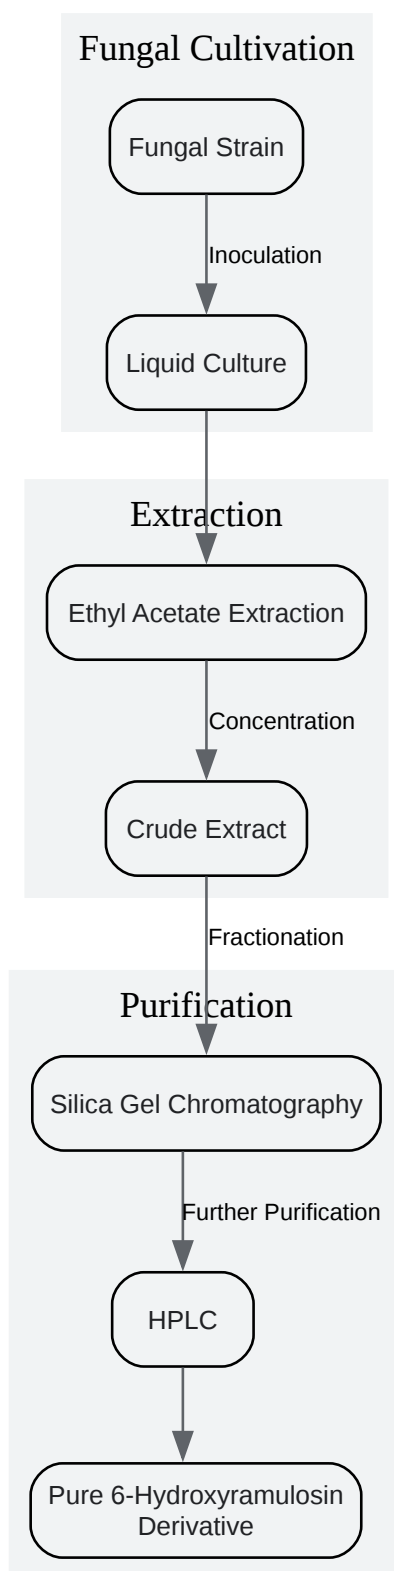 Fungal Cultivation
Fungal Strain
Inoculation
Liquid Culture
Extraction
Ethyl Acetate Extraction
Concentration
Crude Extract
Fractionation
Purification
Silica Gel Chromatography
Further Purification
HPLC
Pure 6-Hydroxyramulosin
Derivative